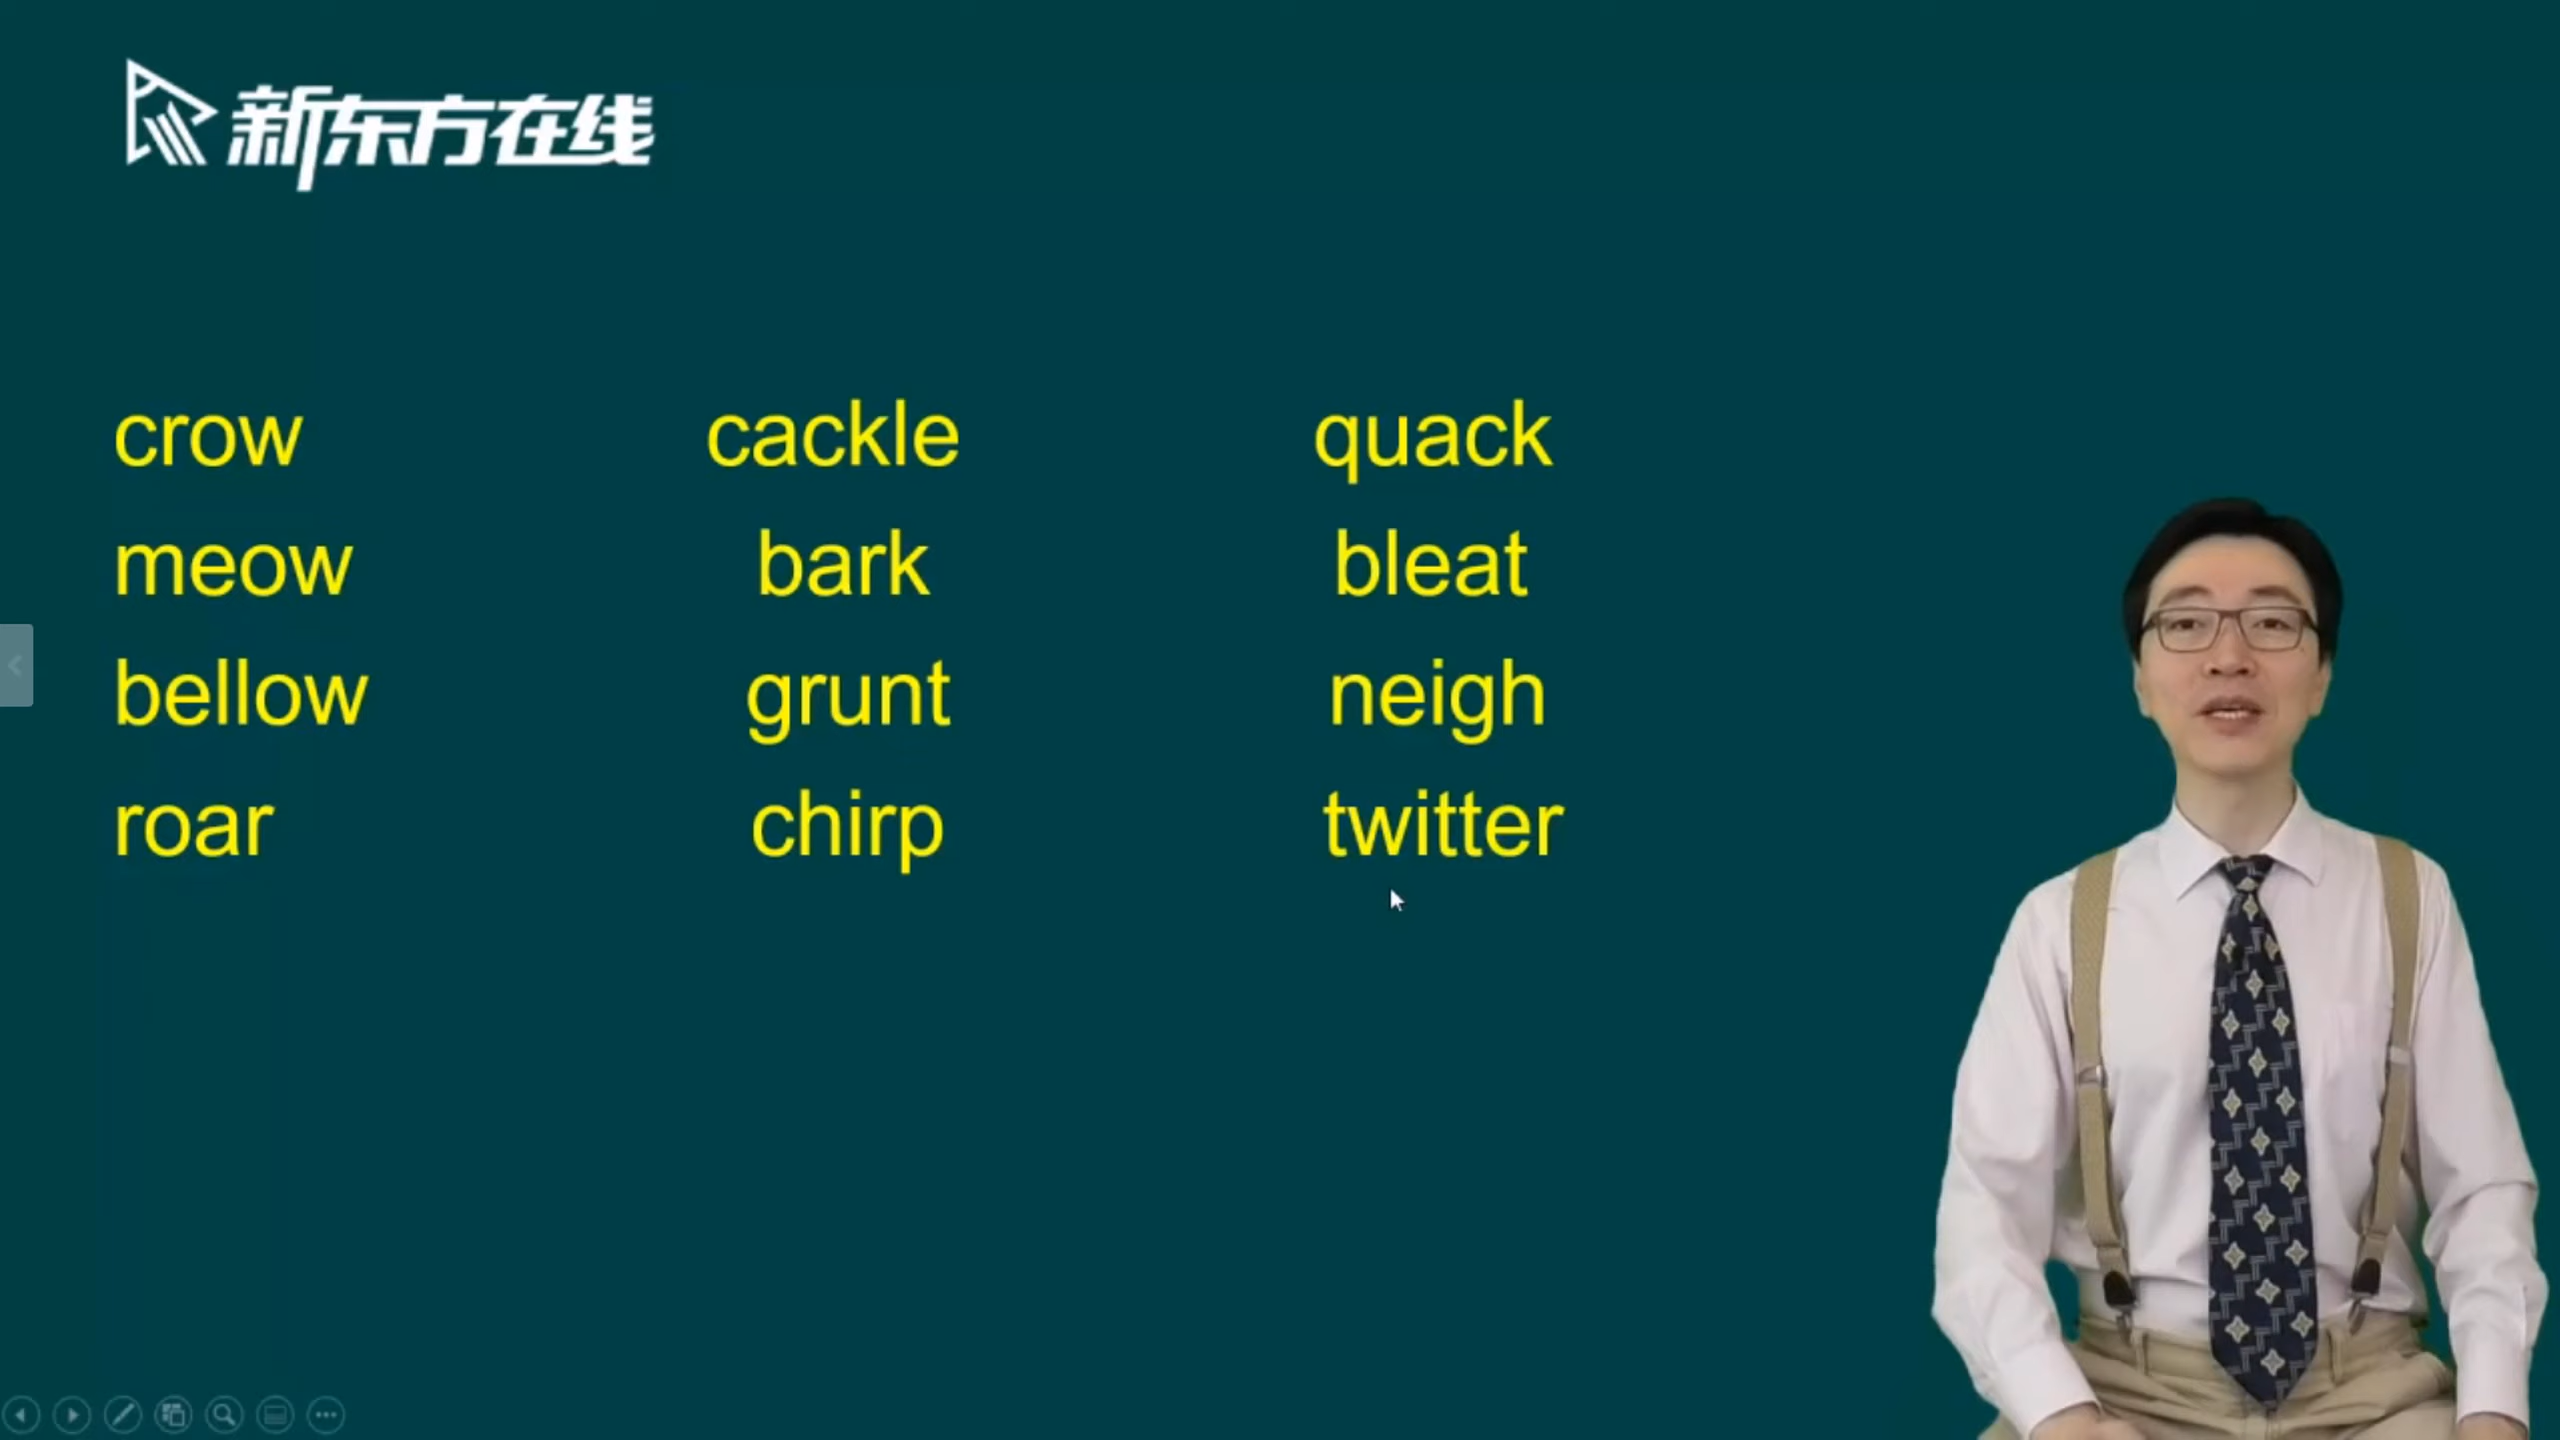 新东方在线
crow cackle quack
meow bark bleat
bellow grunt neigh
roar chirp twitter